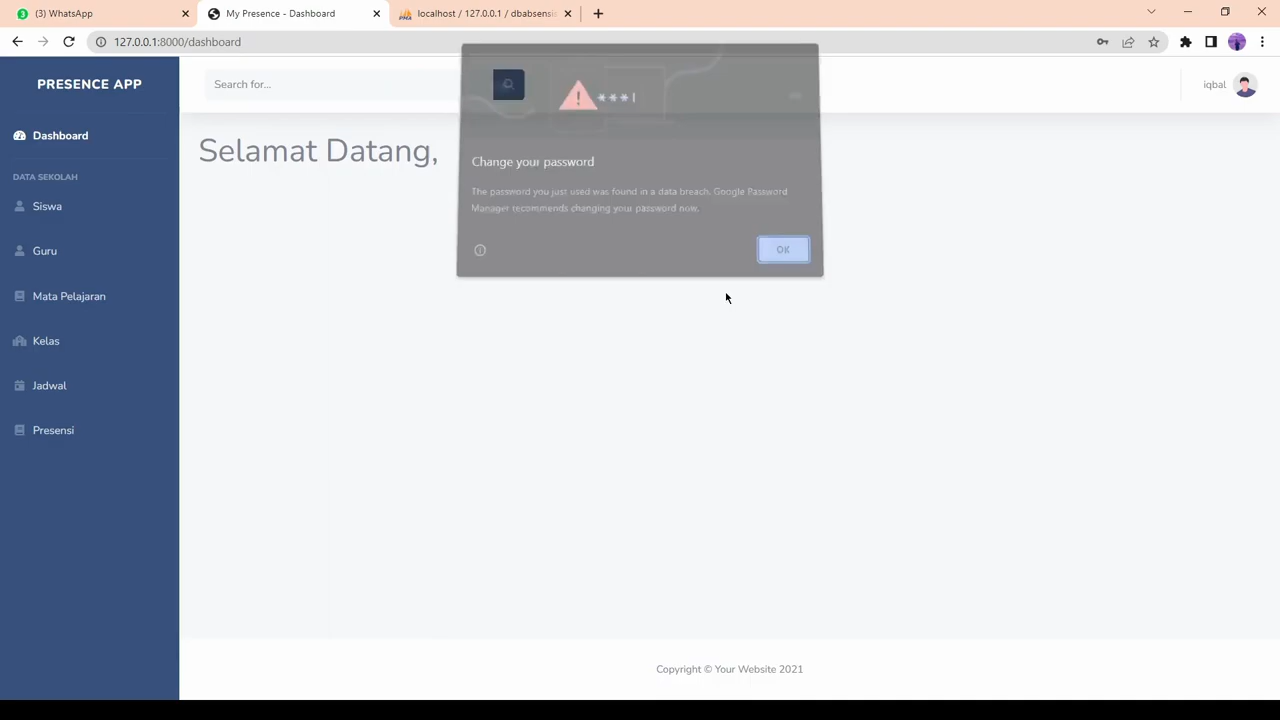 (3) WhatsApp
My Presence - Dashboard
localhost / 127.0.0.1 / dbabsensi
127.0.0.1:8000/dashboard
PRESENCE APP
Search for...
iqbal
Dashboard
Selamat Datang,
DATA SEKOLAH
Siswa
Guru
Mata Pelajaran
Kelas
Jadwal
Presensi
***|
Change your password
The password you just used was found in a data breach. Google Password
Manager recommends changing your password now.
OK
Copyright © Your Website 2021